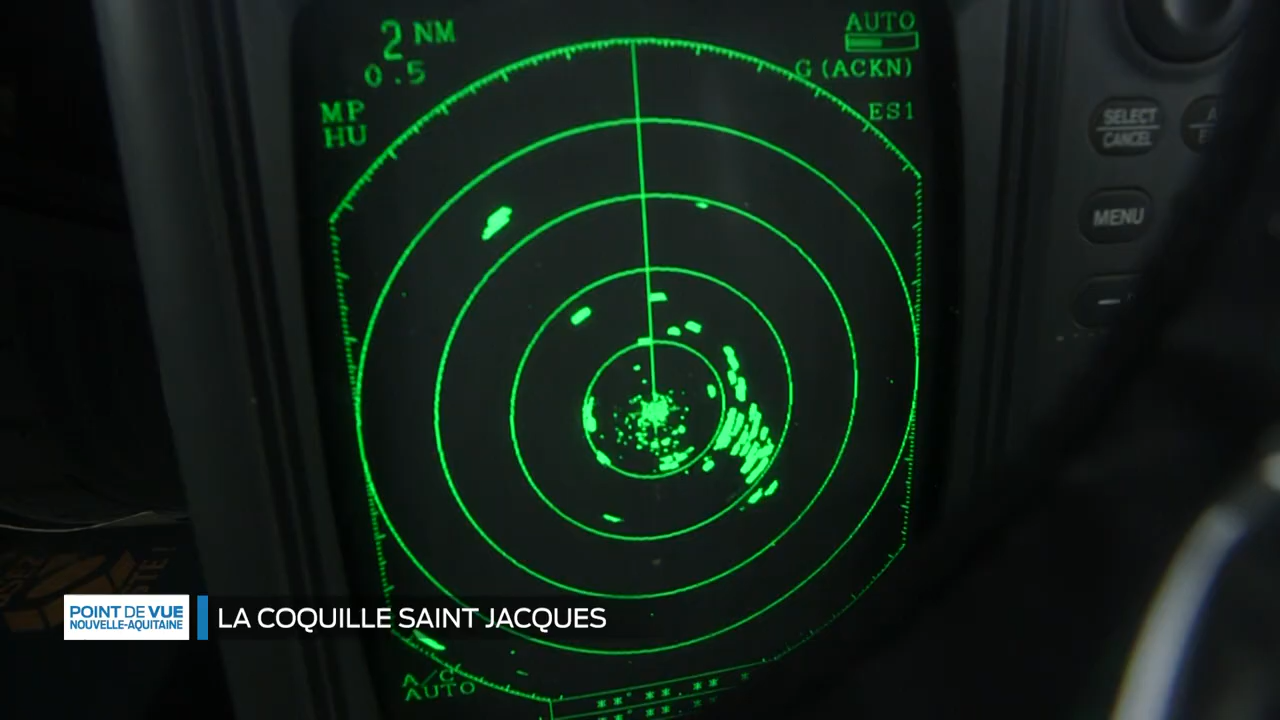 2 NM
0.5
MP
HU
AUTO
G (ACKN)
ES1
SELECT
CANCEL
MENU
A/C
AUTO
**°**.**
POINT DE VUE
NOUVELLE-AQUITAINE
LA COQUILLE SAINT JACQUES